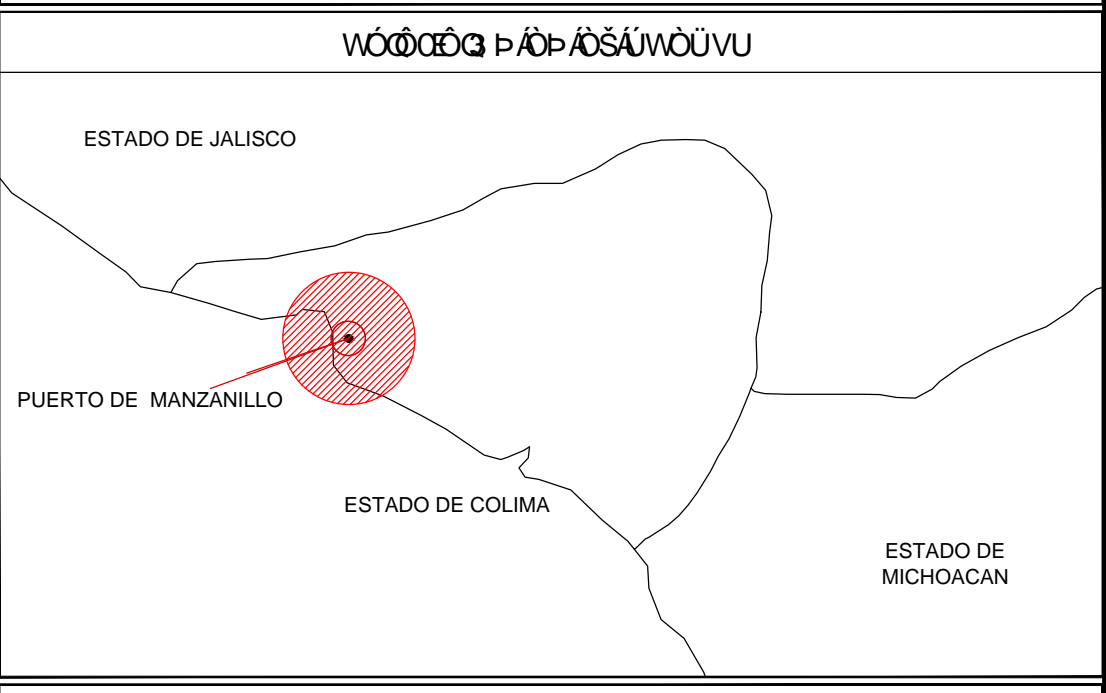 ESTADO DE JALISCO
PUERTO DE MANZANILLO
ESTADO DE COLIMA
ESTADO DE
MICHOACAN